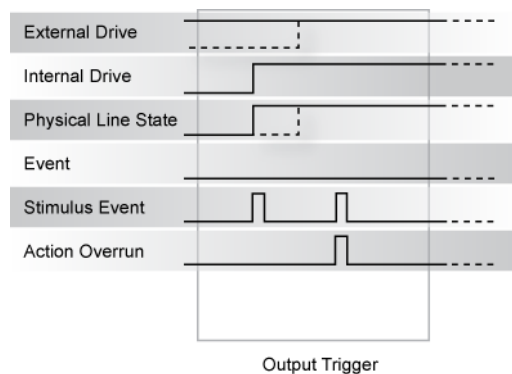 External Drive
Internal Drive
Physical Line State
Event
Stimulus Event
Action Overrun
Output Trigger